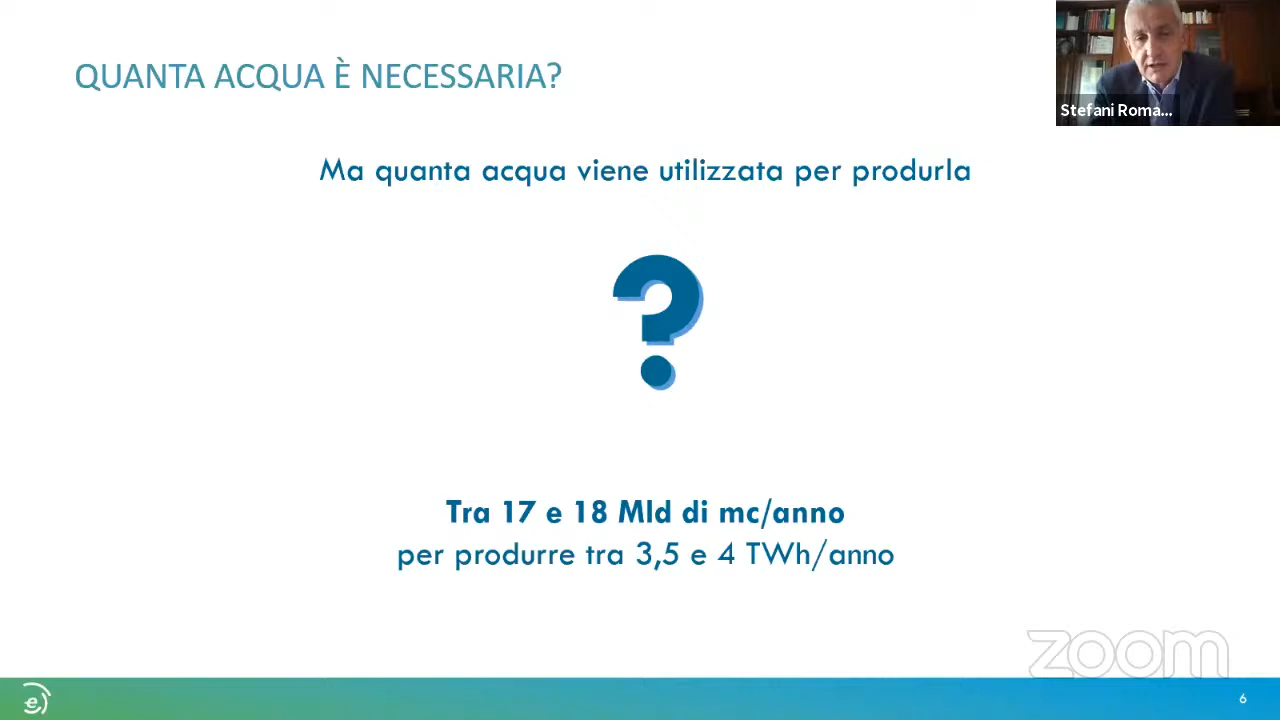 QUANTA ACQUA È NECESSARIA?
Stefani Roma...
Ma quanta acqua viene utilizzata per produrla
?
Tra 17 e 18 Mld di mc/anno
per produrre tra 3,5 e 4 TWh/anno
zoom
e
6